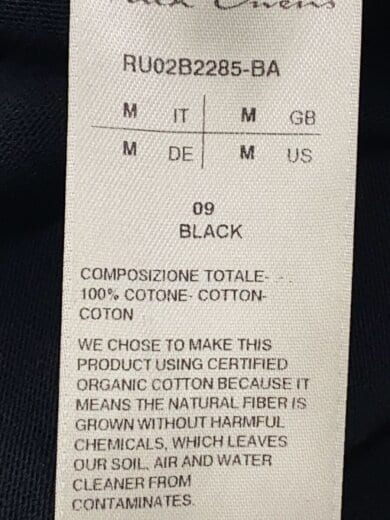 Rick Owens
RU02B2285-BA
M IT M GB
M DE M US
09
BLACK
COMPOSIZIONE TOTALE-
100% COTONE- COTTON-
COTON
WE CHOSE TO MAKE THIS
PRODUCT USING CERTIFIED
ORGANIC COTTON BECAUSE IT
MEANS THE NATURAL FIBER IS
GROWN WITHOUT HARMFUL
CHEMICALS, WHICH LEAVES
OUR SOIL, AIR AND WATER
CLEANER FROM
CONTAMINATES.